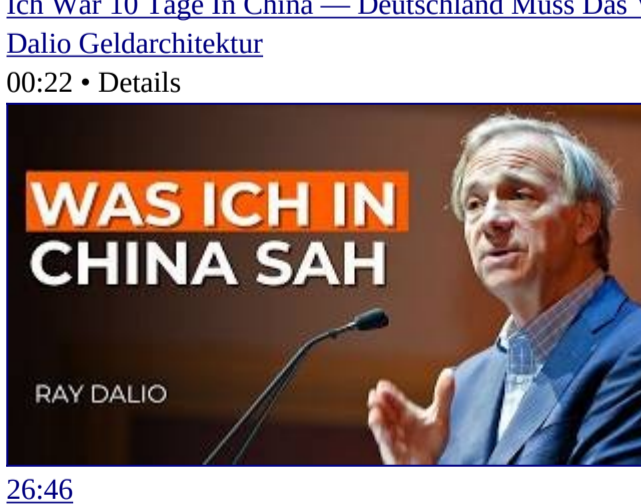 Ich War 10 Tage In China — Deutschland Muss Das
Dalio Geldarchitektur
00:22 • Details
WAS ICH IN
CHINA SAH
RAY DALIO
26:46